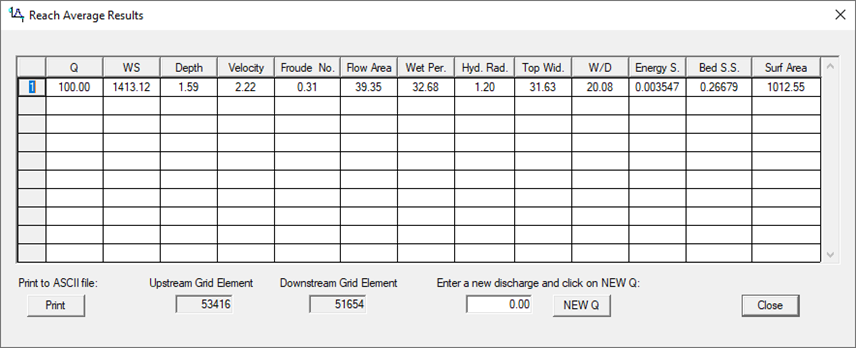 Reach Average Results
Q WS Depth Velocity Froude No. Flow Area Wet Per. Hyd. Rad. Top Wid. W/D Energy S. Bed S.S. Surf Area
1 100.00 1413.12 1.59 2.22 0.31 39.35 32.68 1.20 31.63 20.08 0.003547 0.26679 1012.55
Print to ASCII file: Upstream Grid Element Downstream Grid Element Enter a new discharge and click on NEW Q:
Print 53416 51654 0.00 NEW Q Close